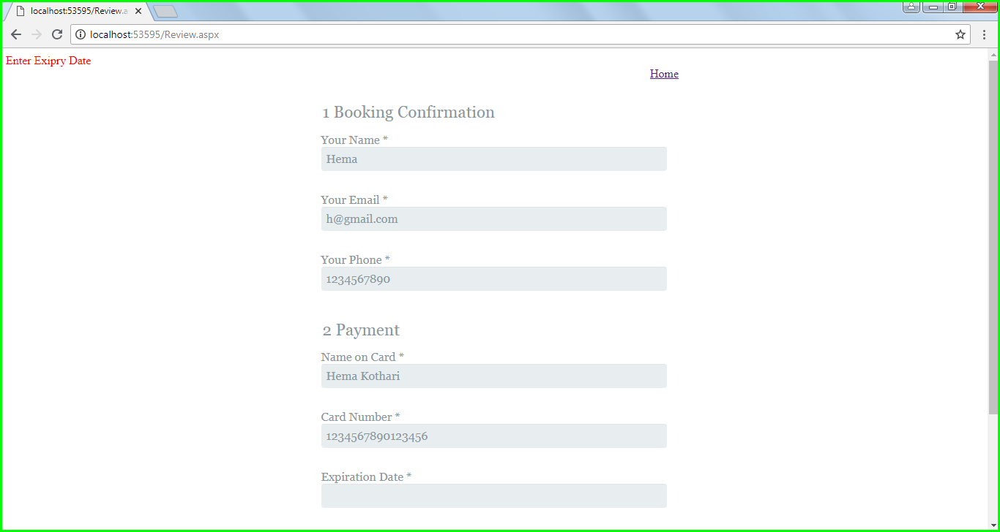 localhost:53595/Review.a
localhost:53595/Review.aspx
Enter Exipry Date
Home
1 Booking Confirmation
Your Name *
Hema
Your Email *
h@gmail.com
Your Phone *
1234567890
2 Payment
Name on Card *
Hema Kothari
Card Number *
1234567890123456
Expiration Date *